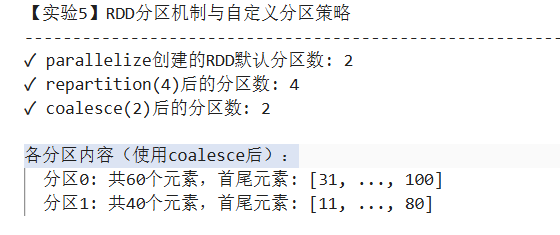 【实验5】RDD分区机制与自定义分区策略
------------------------------------------------------------
✓ parallelize创建的RDD默认分区数: 2
✓ repartition(4)后的分区数: 4
✓ coalesce(2)后的分区数: 2
各分区内容（使用coalesce后）:
分区0: 共60个元素，首尾元素: [31, ..., 100]
分区1: 共40个元素，首尾元素: [11, ..., 80]